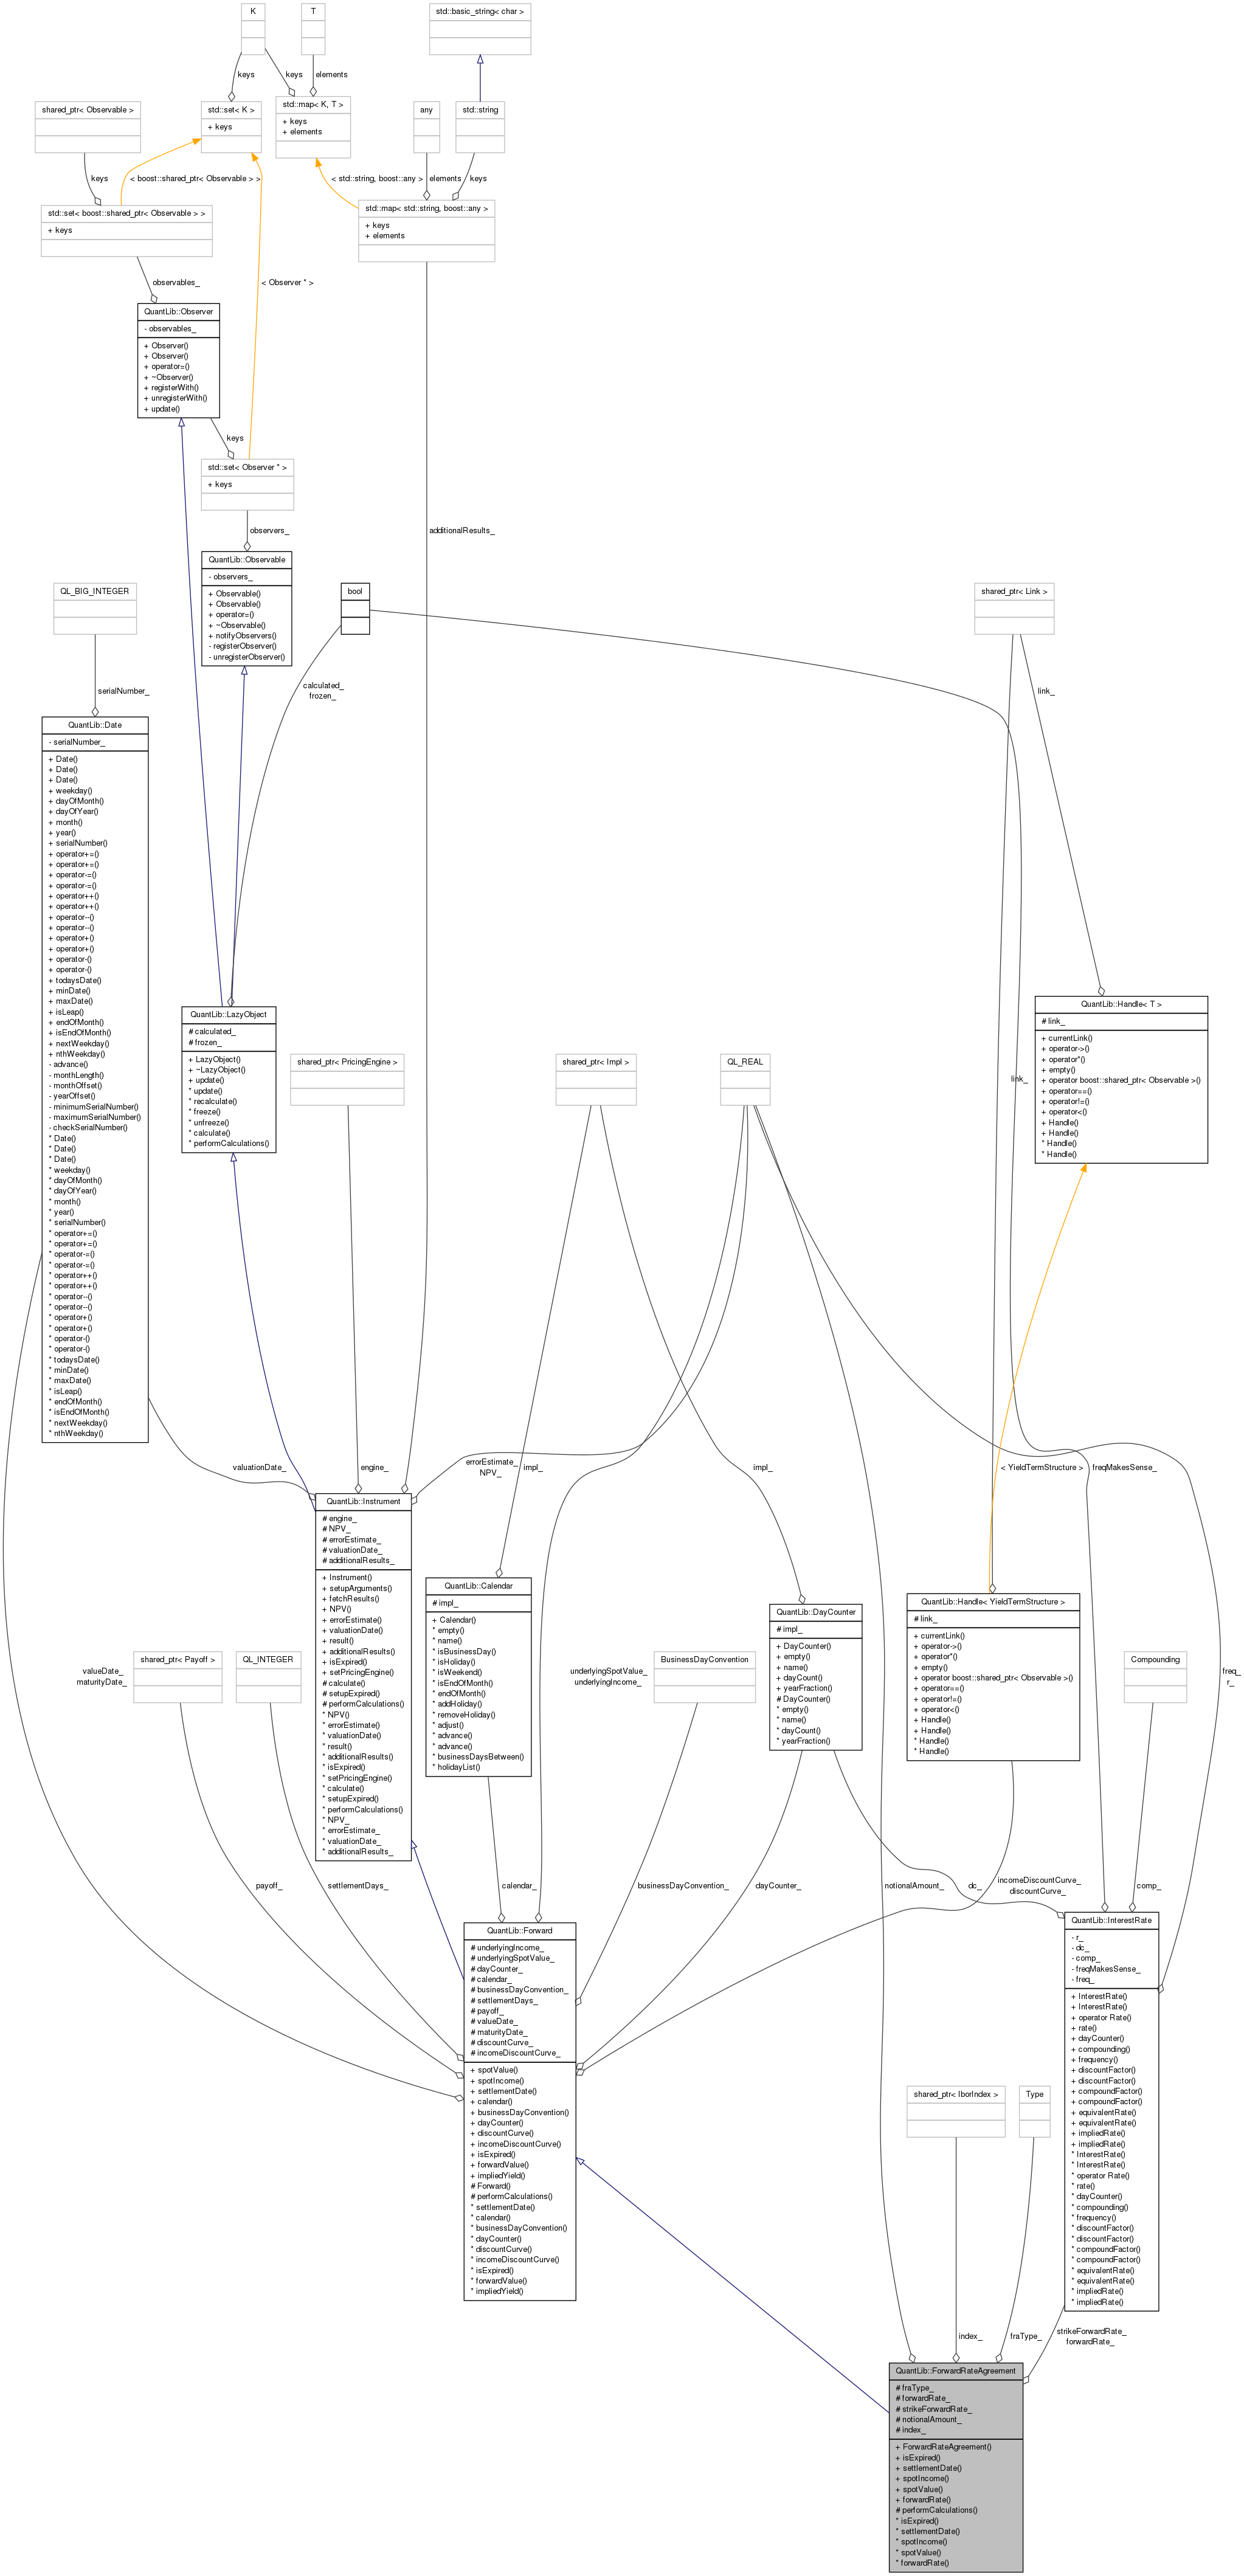 K
T
std::basic_string< char >
keys
keys
elements
shared_ptr< Observable >
std::set< K >
+ keys
std::map< K, T >
+ keys
+ elements
any
std::string
keys
< boost::shared_ptr< Observable > >
< std::string, boost::any >
elements
keys
std::set< boost::shared_ptr< Observable > >
+ keys
std::map< std::string, boost::any >
+ keys
+ elements
observables_
< Observer * >
QuantLib::Observer
- observables_
+ Observer()
+ Observer()
+ operator=()
+ ~Observer()
+ registerWith()
+ unregisterWith()
+ update()
keys
std::set< Observer * >
+ keys
observers_
additionalResults_
QuantLib::Observable
- observers_
+ Observable()
+ Observable()
+ operator=()
+ ~Observable()
+ notifyObservers()
- registerObserver()
- unregisterObserver()
QL_BIG_INTEGER
bool
shared_ptr< Link >
serialNumber_
calculated_
frozen_
link_
QuantLib::Date
- serialNumber_
+ Date()
+ Date()
+ Date()
+ weekday()
+ dayOfMonth()
+ dayOfYear()
+ month()
+ year()
+ serialNumber()
+ operator+=()
+ operator+=()
+ operator-=()
+ operator-=()
+ operator++()
+ operator++()
+ operator--()
+ operator--()
+ operator+()
+ operator+()
+ operator-()
+ operator-()
+ todaysDate()
+ minDate()
+ maxDate()
+ isLeap()
+ endOfMonth()
+ isEndOfMonth()
+ nextWeekday()
+ nthWeekday()
- advance()
- monthLength()
- monthOffset()
- yearOffset()
- minimumSerialNumber()
- maximumSerialNumber()
- checkSerialNumber()
* Date()
* Date()
* Date()
* weekday()
* dayOfMonth()
* dayOfYear()
* month()
* year()
* serialNumber()
* operator+=()
* operator+=()
* operator-=()
* operator-=()
* operator++()
* operator++()
* operator--()
* operator--()
* operator+()
* operator+()
* operator-()
* operator-()
* todaysDate()
* minDate()
* maxDate()
* isLeap()
* endOfMonth()
* isEndOfMonth()
* nextWeekday()
* nthWeekday()
QuantLib::LazyObject
# calculated_
# frozen_
+ LazyObject()
+ ~LazyObject()
+ update()
* update()
* recalculate()
* freeze()
* unfreeze()
* calculate()
* performCalculations()
shared_ptr< PricingEngine >
shared_ptr< Impl >
QL_REAL
link_
QuantLib::Handle< T >
# link_
+ currentLink()
+ operator->()
+ operator*()
+ empty()
+ operator boost::shared_ptr< Observable >()
+ operator==()
+ operator!=()
+ operator<()
+ Handle()
+ Handle()
* Handle()
* Handle()
valuationDate_
engine_
errorEstimate_
NPV_
impl_
impl_
< YieldTermStructure >
freqMakesSense_
QuantLib::Instrument
# engine_
# NPV_
# errorEstimate_
# valuationDate_
# additionalResults_
+ Instrument()
+ setupArguments()
+ fetchResults()
+ NPV()
+ errorEstimate()
+ valuationDate()
+ result()
+ additionalResults()
+ isExpired()
+ setPricingEngine()
# calculate()
# setupExpired()
# performCalculations()
* NPV()
* errorEstimate()
* valuationDate()
* result()
* additionalResults()
* isExpired()
* setPricingEngine()
* calculate()
* setupExpired()
* performCalculations()
* NPV_
* errorEstimate_
* valuationDate_
* additionalResults_
QuantLib::Calendar
# impl_
+ Calendar()
* empty()
* name()
* isBusinessDay()
* isHoliday()
* isWeekend()
* isEndOfMonth()
* endOfMonth()
* addHoliday()
* removeHoliday()
* adjust()
* advance()
* advance()
* businessDaysBetween()
* holidayList()
QuantLib::DayCounter
# impl_
+ DayCounter()
+ empty()
+ name()
+ dayCount()
+ yearFraction()
# DayCounter()
* empty()
* name()
* dayCount()
* yearFraction()
QuantLib::Handle< YieldTermStructure >
# link_
+ currentLink()
+ operator->()
+ operator*()
+ empty()
+ operator boost::shared_ptr< Observable >()
+ operator==()
+ operator!=()
+ operator<()
+ Handle()
+ Handle()
* Handle()
* Handle()
valueDate_
maturityDate_
shared_ptr< Payoff >
QL_INTEGER
underlyingSpotValue_
underlyingIncome_
BusinessDayConvention
Compounding
freq_
r_
payoff_
settlementDays_
calendar_
businessDayConvention_
dayCounter_
notionalAmount_
dc_
incomeDiscountCurve_
discountCurve_
comp_
QuantLib::Forward
# underlyingIncome_
# underlyingSpotValue_
# dayCounter_
# calendar_
# businessDayConvention_
# settlementDays_
# payoff_
# valueDate_
# maturityDate_
# discountCurve_
# incomeDiscountCurve_
+ spotValue()
+ spotIncome()
+ settlementDate()
+ calendar()
+ businessDayConvention()
+ dayCounter()
+ discountCurve()
+ incomeDiscountCurve()
+ isExpired()
+ forwardValue()
+ impliedYield()
# Forward()
# performCalculations()
* settlementDate()
* calendar()
* businessDayConvention()
* dayCounter()
* discountCurve()
* incomeDiscountCurve()
* isExpired()
* forwardValue()
* impliedYield()
QuantLib::InterestRate
- r_
- dc_
- comp_
- freqMakesSense_
- freq_
+ InterestRate()
+ InterestRate()
+ operator Rate()
+ rate()
+ dayCounter()
+ compounding()
+ frequency()
+ discountFactor()
+ discountFactor()
+ compoundFactor()
+ compoundFactor()
+ equivalentRate()
+ equivalentRate()
+ impliedRate()
+ impliedRate()
* InterestRate()
* InterestRate()
* operator Rate()
* rate()
* dayCounter()
* compounding()
* frequency()
* discountFactor()
* discountFactor()
* compoundFactor()
* compoundFactor()
* equivalentRate()
* equivalentRate()
* impliedRate()
* impliedRate()
shared_ptr< IborIndex >
Type
index_
fraType_
strikeForwardRate_
forwardRate_
QuantLib::ForwardRateAgreement
# fraType_
# forwardRate_
# strikeForwardRate_
# notionalAmount_
# index_
+ ForwardRateAgreement()
+ isExpired()
+ settlementDate()
+ spotIncome()
+ spotValue()
+ forwardRate()
# performCalculations()
* isExpired()
* settlementDate()
* spotIncome()
* spotValue()
* forwardRate()